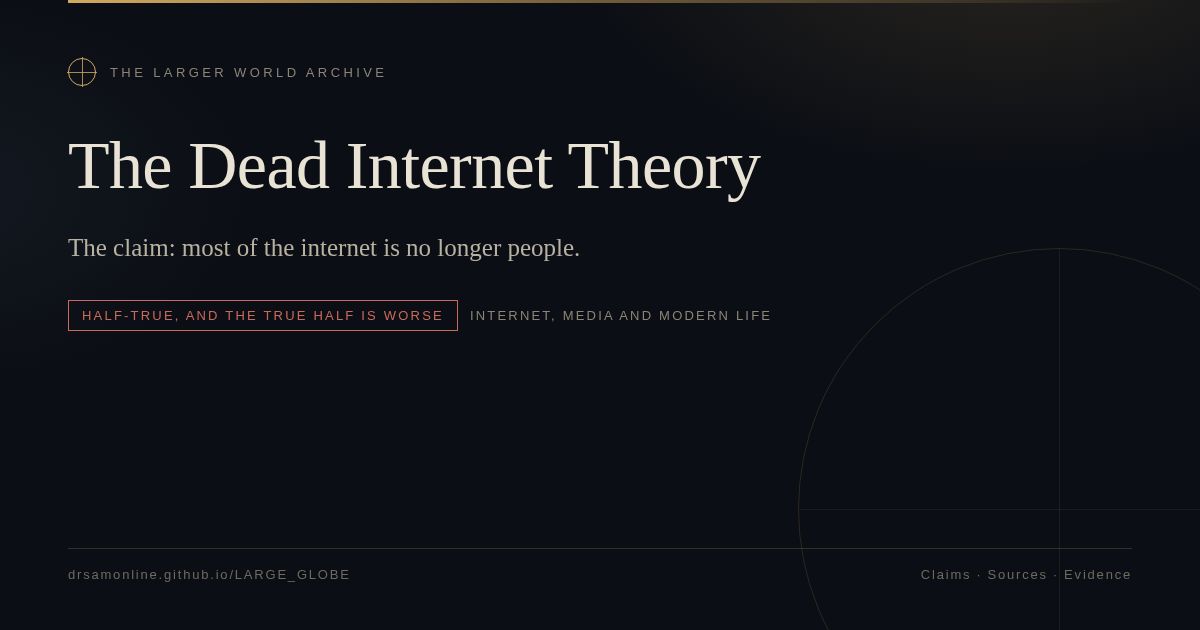 THE LARGER WORLD ARCHIVE
The Dead Internet Theory
The claim: most of the internet is no longer people.
HALF-TRUE, AND THE TRUE HALF IS WORSE INTERNET, MEDIA AND MODERN LIFE
drsamonline.github.io/LARGE_GLOBE Claims · Sources · Evidence